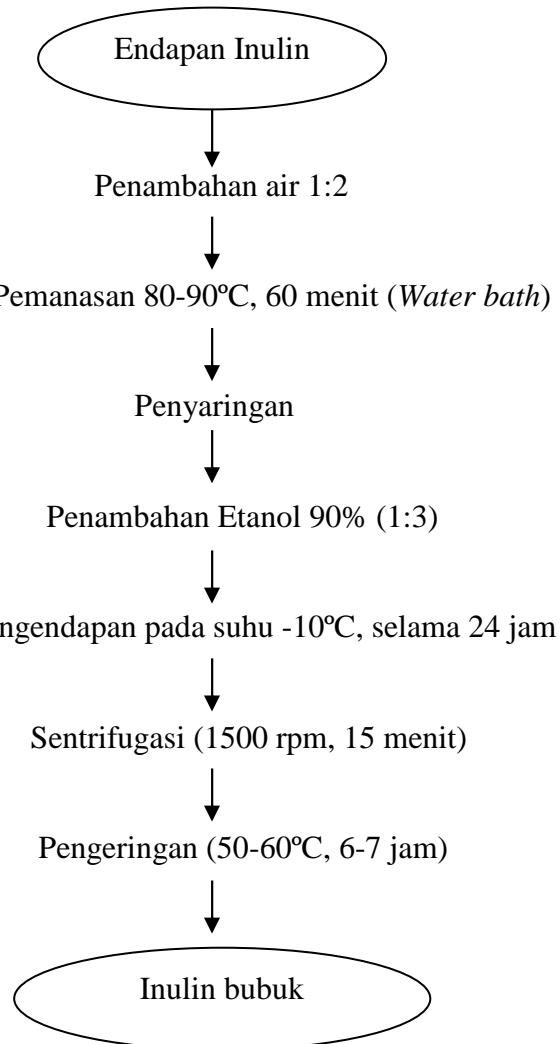 Endapan Inulin
Penambahan air 1:2
Pemanasan 80-90ºC, 60 menit (Water bath)
Penyaringan
Penambahan Etanol 90% (1:3)
ngendapan pada suhu -10ºC, selama 24 jam
Sentrifugasi (1500 rpm, 15 menit)
Pengeringan (50-60ºC, 6-7 jam)
Inulin bubuk